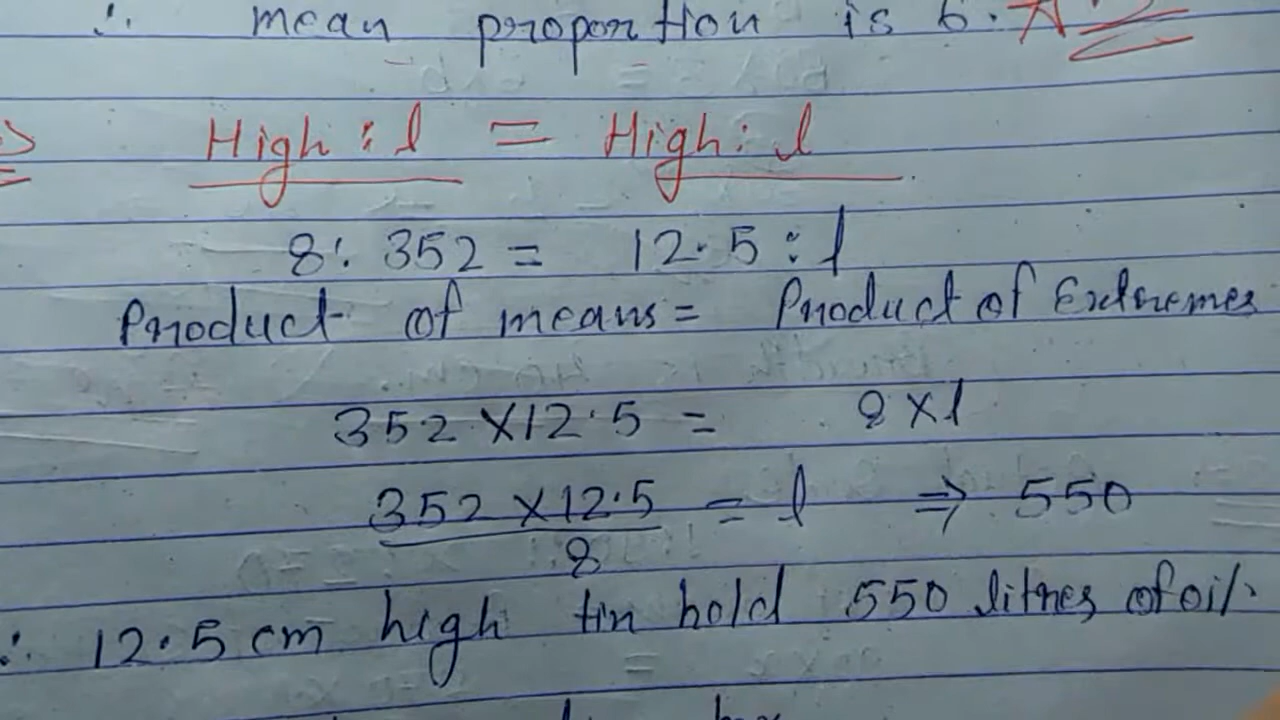 ∴ mean proportion is 6.
High : l = High : l
8 : 352 = 12.5 : l
Product of means = Product of Extremes
352 × 12.5 = 8 × l
352 × 12.5 / 8 = l ⇒ 550
∴ 12.5 cm high tin hold 550 litres of oil.